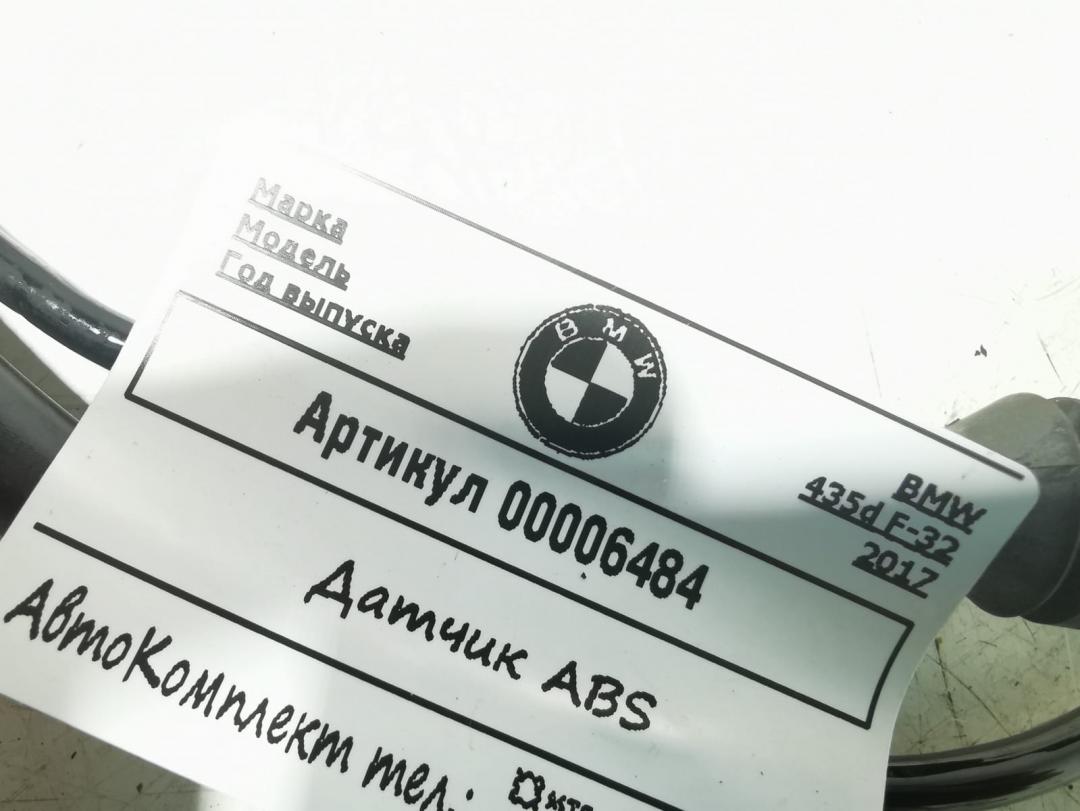 Марка
Модель
Год выпуска
BMW
BMW
435d F-32
2017
Артикул 00006484
Датчик ABS
АвтоКомплект тел.: